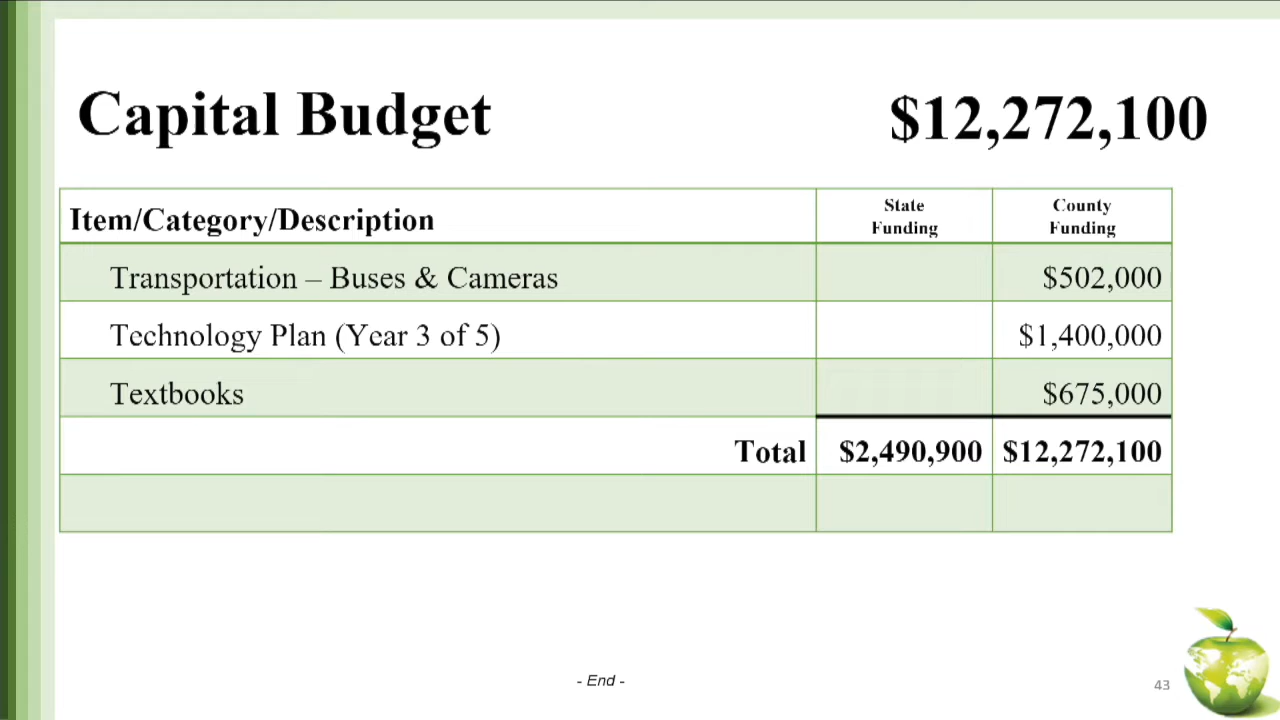 Capital Budget $12,272,100
Item/Category/Description State Funding County Funding
Transportation – Buses & Cameras $502,000
Technology Plan (Year 3 of 5) $1,400,000
Textbooks $675,000
Total $2,490,900 $12,272,100
- End -
43